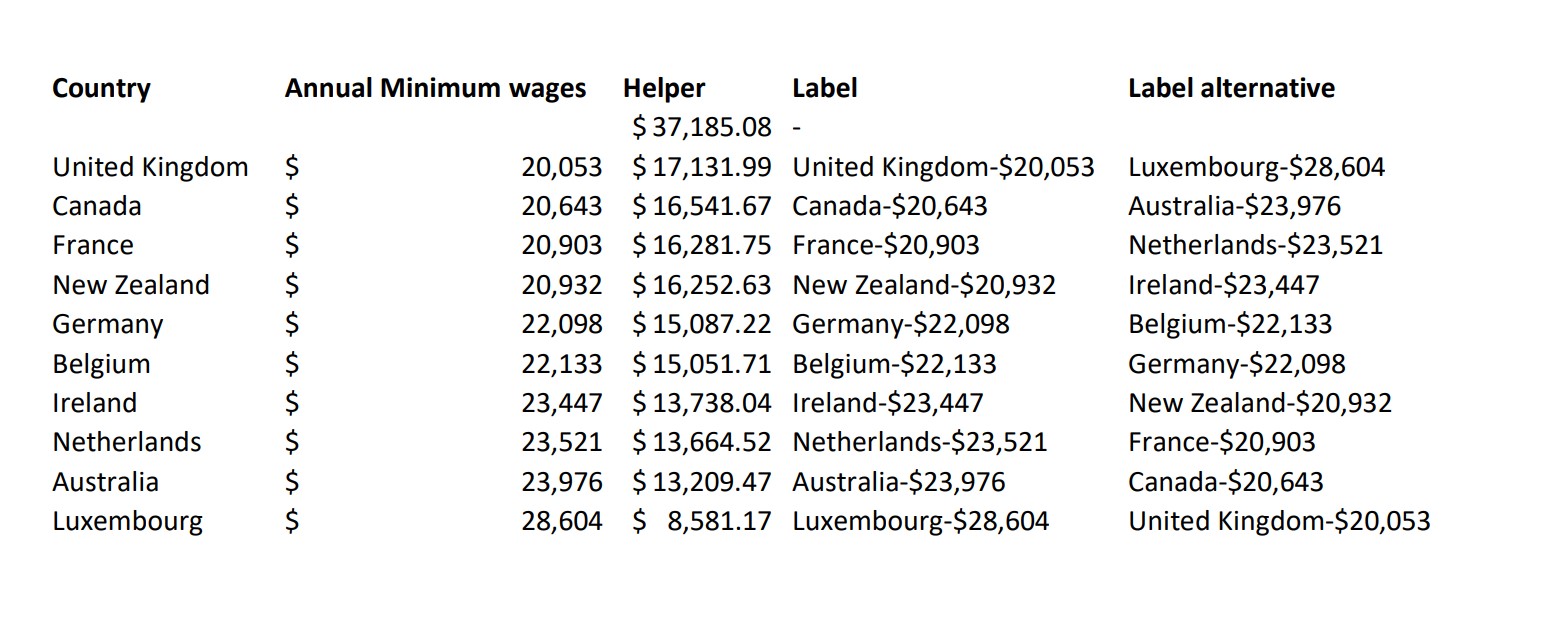 Country Annual Minimum wages Helper Label Label alternative
$ 37,185.08 -
United Kingdom $ 20,053 $ 17,131.99 United Kingdom-$20,053 Luxembourg-$28,604
Canada $ 20,643 $ 16,541.67 Canada-$20,643 Australia-$23,976
France $ 20,903 $ 16,281.75 France-$20,903 Netherlands-$23,521
New Zealand $ 20,932 $ 16,252.63 New Zealand-$20,932 Ireland-$23,447
Germany $ 22,098 $ 15,087.22 Germany-$22,098 Belgium-$22,133
Belgium $ 22,133 $ 15,051.71 Belgium-$22,133 Germany-$22,098
Ireland $ 23,447 $ 13,738.04 Ireland-$23,447 New Zealand-$20,932
Netherlands $ 23,521 $ 13,664.52 Netherlands-$23,521 France-$20,903
Australia $ 23,976 $ 13,209.47 Australia-$23,976 Canada-$20,643
Luxembourg $ 28,604 $ 8,581.17 Luxembourg-$28,604 United Kingdom-$20,053